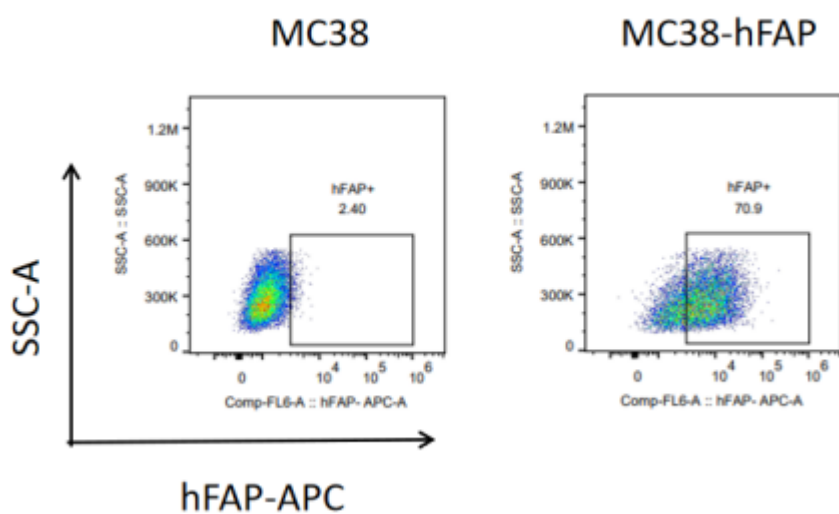 MC38
MC38-hFAP
SSC-A
SSC-A :: SSC-A
1.2M
900K
600K
300K
0
hFAP+
2.40
0
10^4
10^5
10^6
Comp-FL6-A :: hFAP- APC-A
SSC-A :: SSC-A
1.2M
900K
600K
300K
0
hFAP+
70.9
0
10^4
10^5
10^6
Comp-FL6-A :: hFAP- APC-A
hFAP-APC